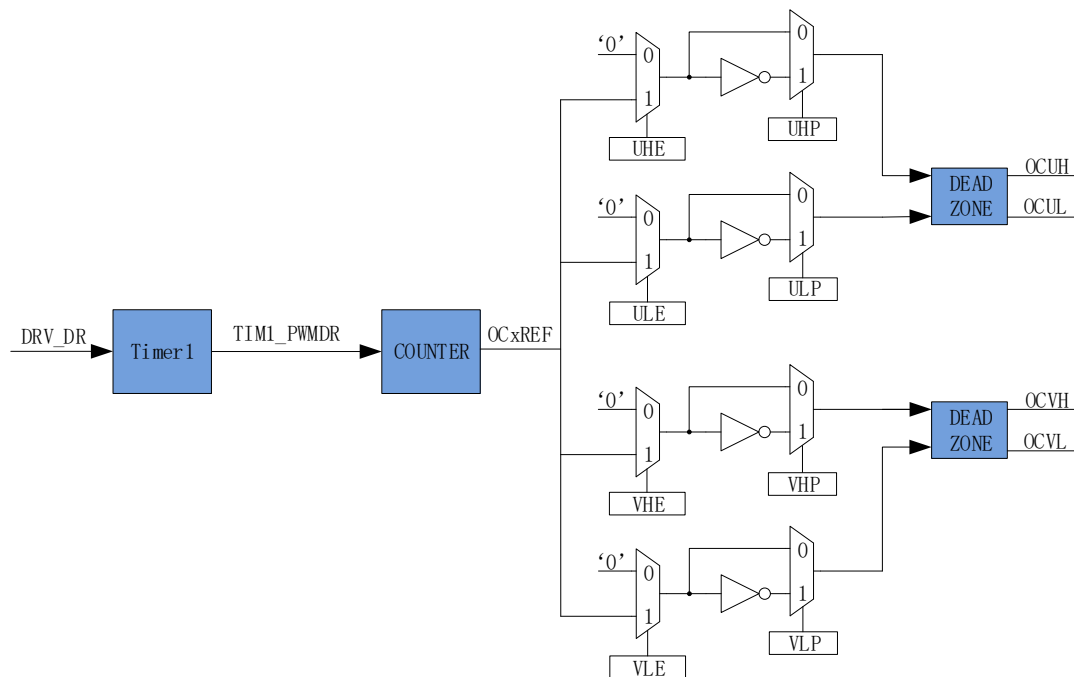 ‘0’
0
1
UHE
0
1
UHP
‘0’
0
1
ULE
0
1
ULP
DEAD
ZONE
OCUH
OCUL
DRV_DR
Timer1
TIM1_PWMDR
COUNTER
OCxREF
‘0’
0
1
VHE
0
1
VHP
DEAD
ZONE
OCVH
OCVL
‘0’
0
1
VLE
0
1
VLP